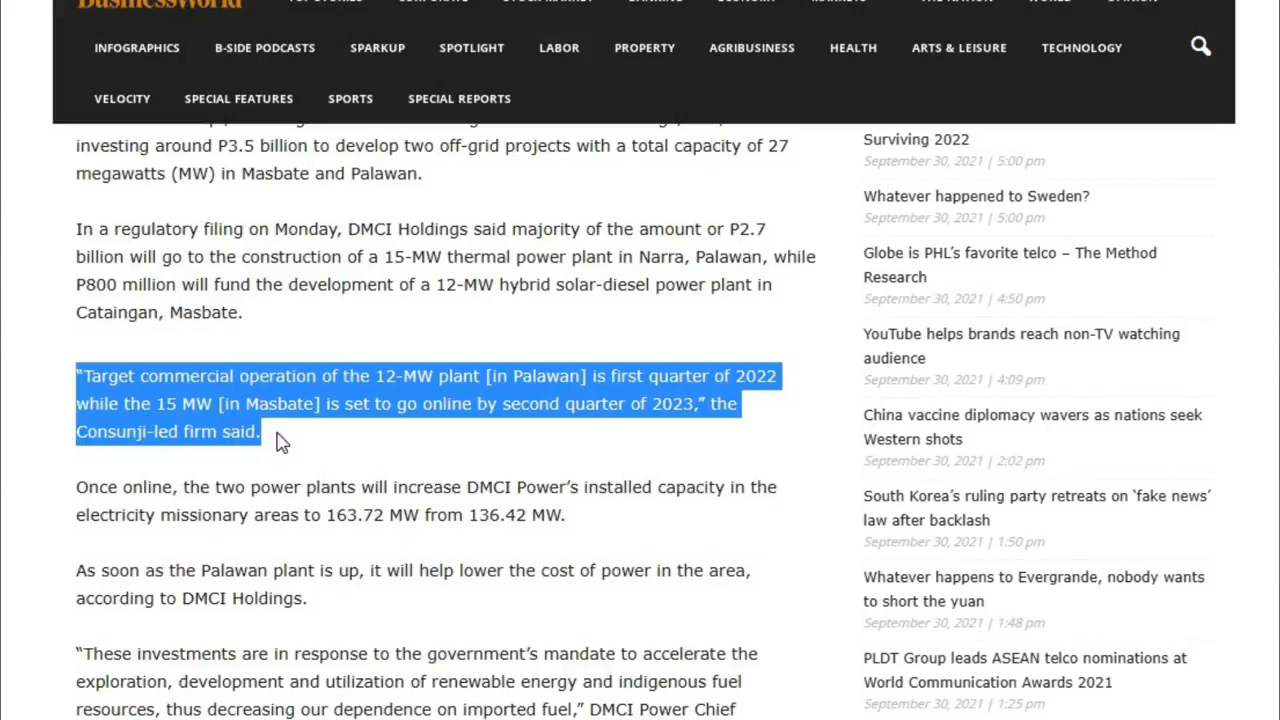 BusinessWorld
INFOGRAPHICS B-SIDE PODCASTS SPARKUP SPOTLIGHT LABOR PROPERTY AGRIBUSINESS HEALTH ARTS & LEISURE TECHNOLOGY
VELOCITY SPECIAL FEATURES SPORTS SPECIAL REPORTS
investing around P3.5 billion to develop two off-grid projects with a total capacity of 27
megawatts (MW) in Masbate and Palawan.
In a regulatory filing on Monday, DMCI Holdings said majority of the amount or P2.7
billion will go to the construction of a 15-MW thermal power plant in Narra, Palawan, while
P800 million will fund the development of a 12-MW hybrid solar-diesel power plant in
Cataingan, Masbate.
“Target commercial operation of the 12-MW plant [in Palawan] is first quarter of 2022
while the 15 MW [in Masbate] is set to go online by second quarter of 2023,” the
Consunji-led firm said.
Once online, the two power plants will increase DMCI Power’s installed capacity in the
electricity missionary areas to 163.72 MW from 136.42 MW.
As soon as the Palawan plant is up, it will help lower the cost of power in the area,
according to DMCI Holdings.
“These investments are in response to the government’s mandate to accelerate the
exploration, development and utilization of renewable energy and indigenous fuel
resources, thus decreasing our dependence on imported fuel,” DMCI Power Chief
Surviving 2022
September 30, 2021 | 5:00 pm
Whatever happened to Sweden?
September 30, 2021 | 5:00 pm
Globe is PHL’s favorite telco – The Method
Research
September 30, 2021 | 4:50 pm
YouTube helps brands reach non-TV watching
audience
September 30, 2021 | 4:09 pm
China vaccine diplomacy wavers as nations seek
Western shots
September 30, 2021 | 2:02 pm
South Korea’s ruling party retreats on ‘fake news’
law after backlash
September 30, 2021 | 1:50 pm
Whatever happens to Evergrande, nobody wants
to short the yuan
September 30, 2021 | 1:48 pm
PLDT Group leads ASEAN telco nominations at
World Communication Awards 2021
September 30, 2021 | 1:25 pm